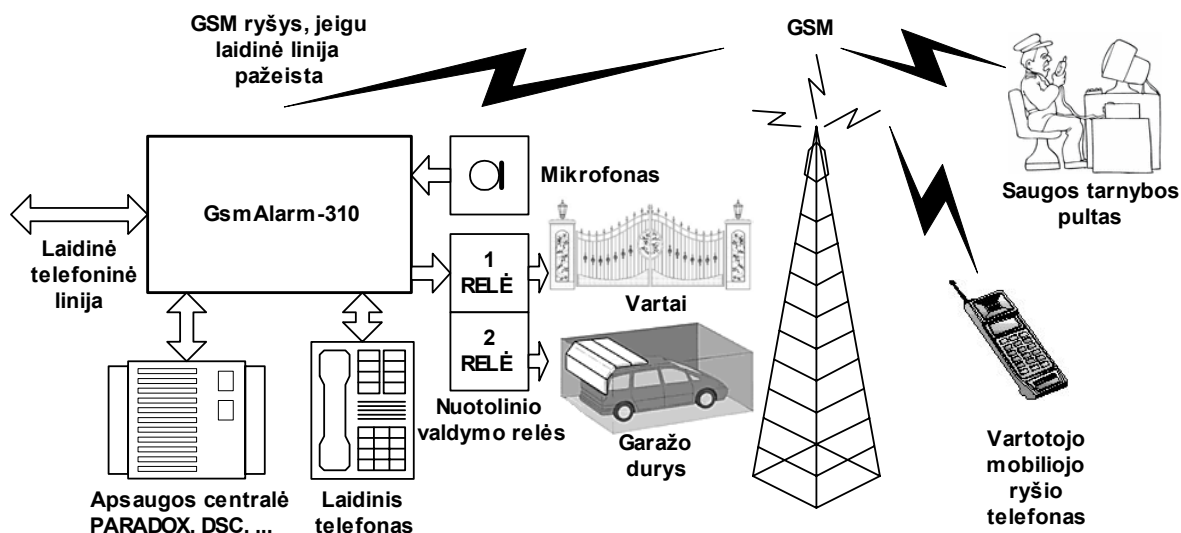 GSM ryšys, jeigu
laidinė linija
pažeista
GSM
GsmAlarm-310
Mikrofonas
Saugos tarnybos
pultas
Laidinė
telefoninė
linija
1
RELĖ
Vartai
2
RELĖ
Nuotolinio
valdymo relės
Garažo
durys
Apsaugos centralė
PARADOX, DSC, ...
Laidinis
telefonas
Vartotojo
mobiliojo
ryšio
telefonas